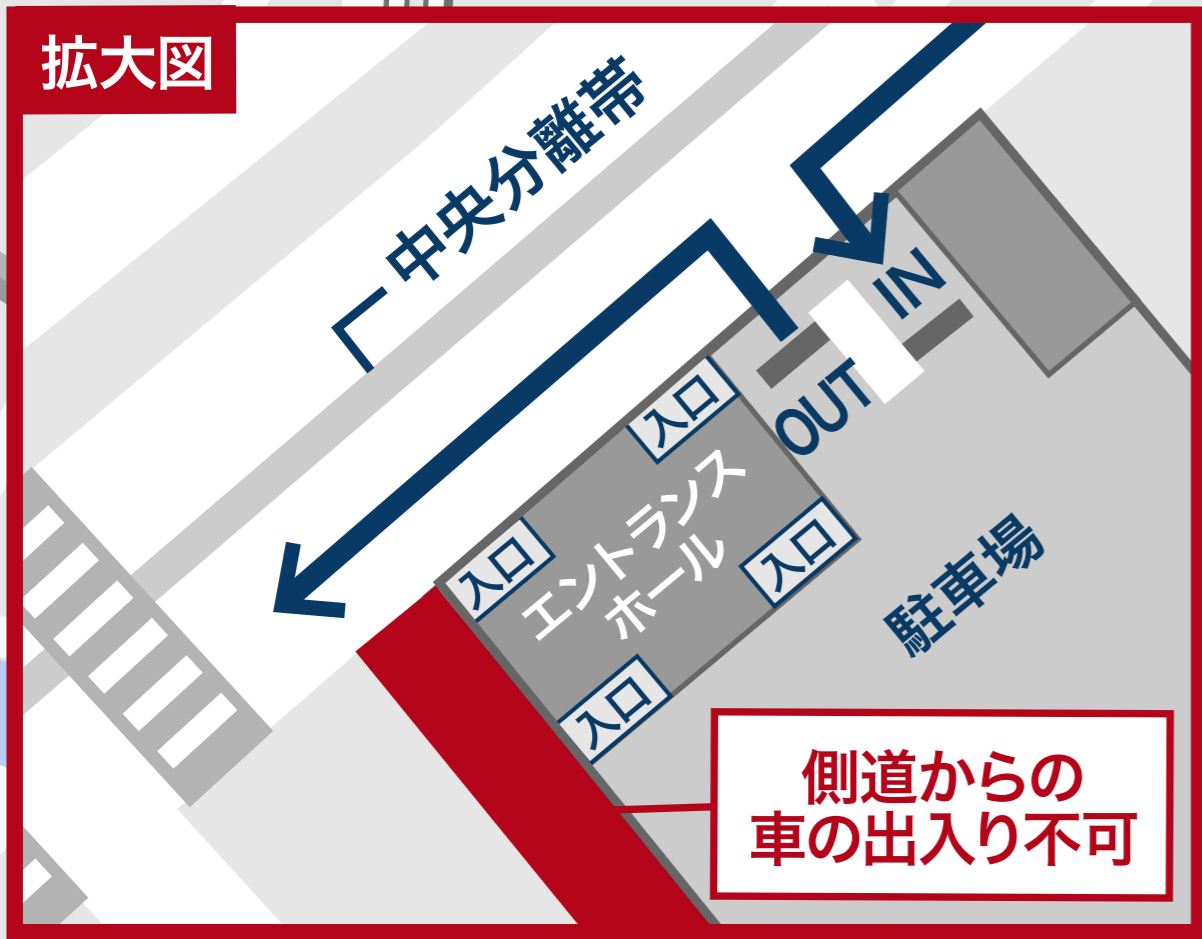 拡大図
中央分離帯
IN
OUT
入口
エントランス
ホール
入口
入口
入口
駐車場
側道からの
車の出入り不可